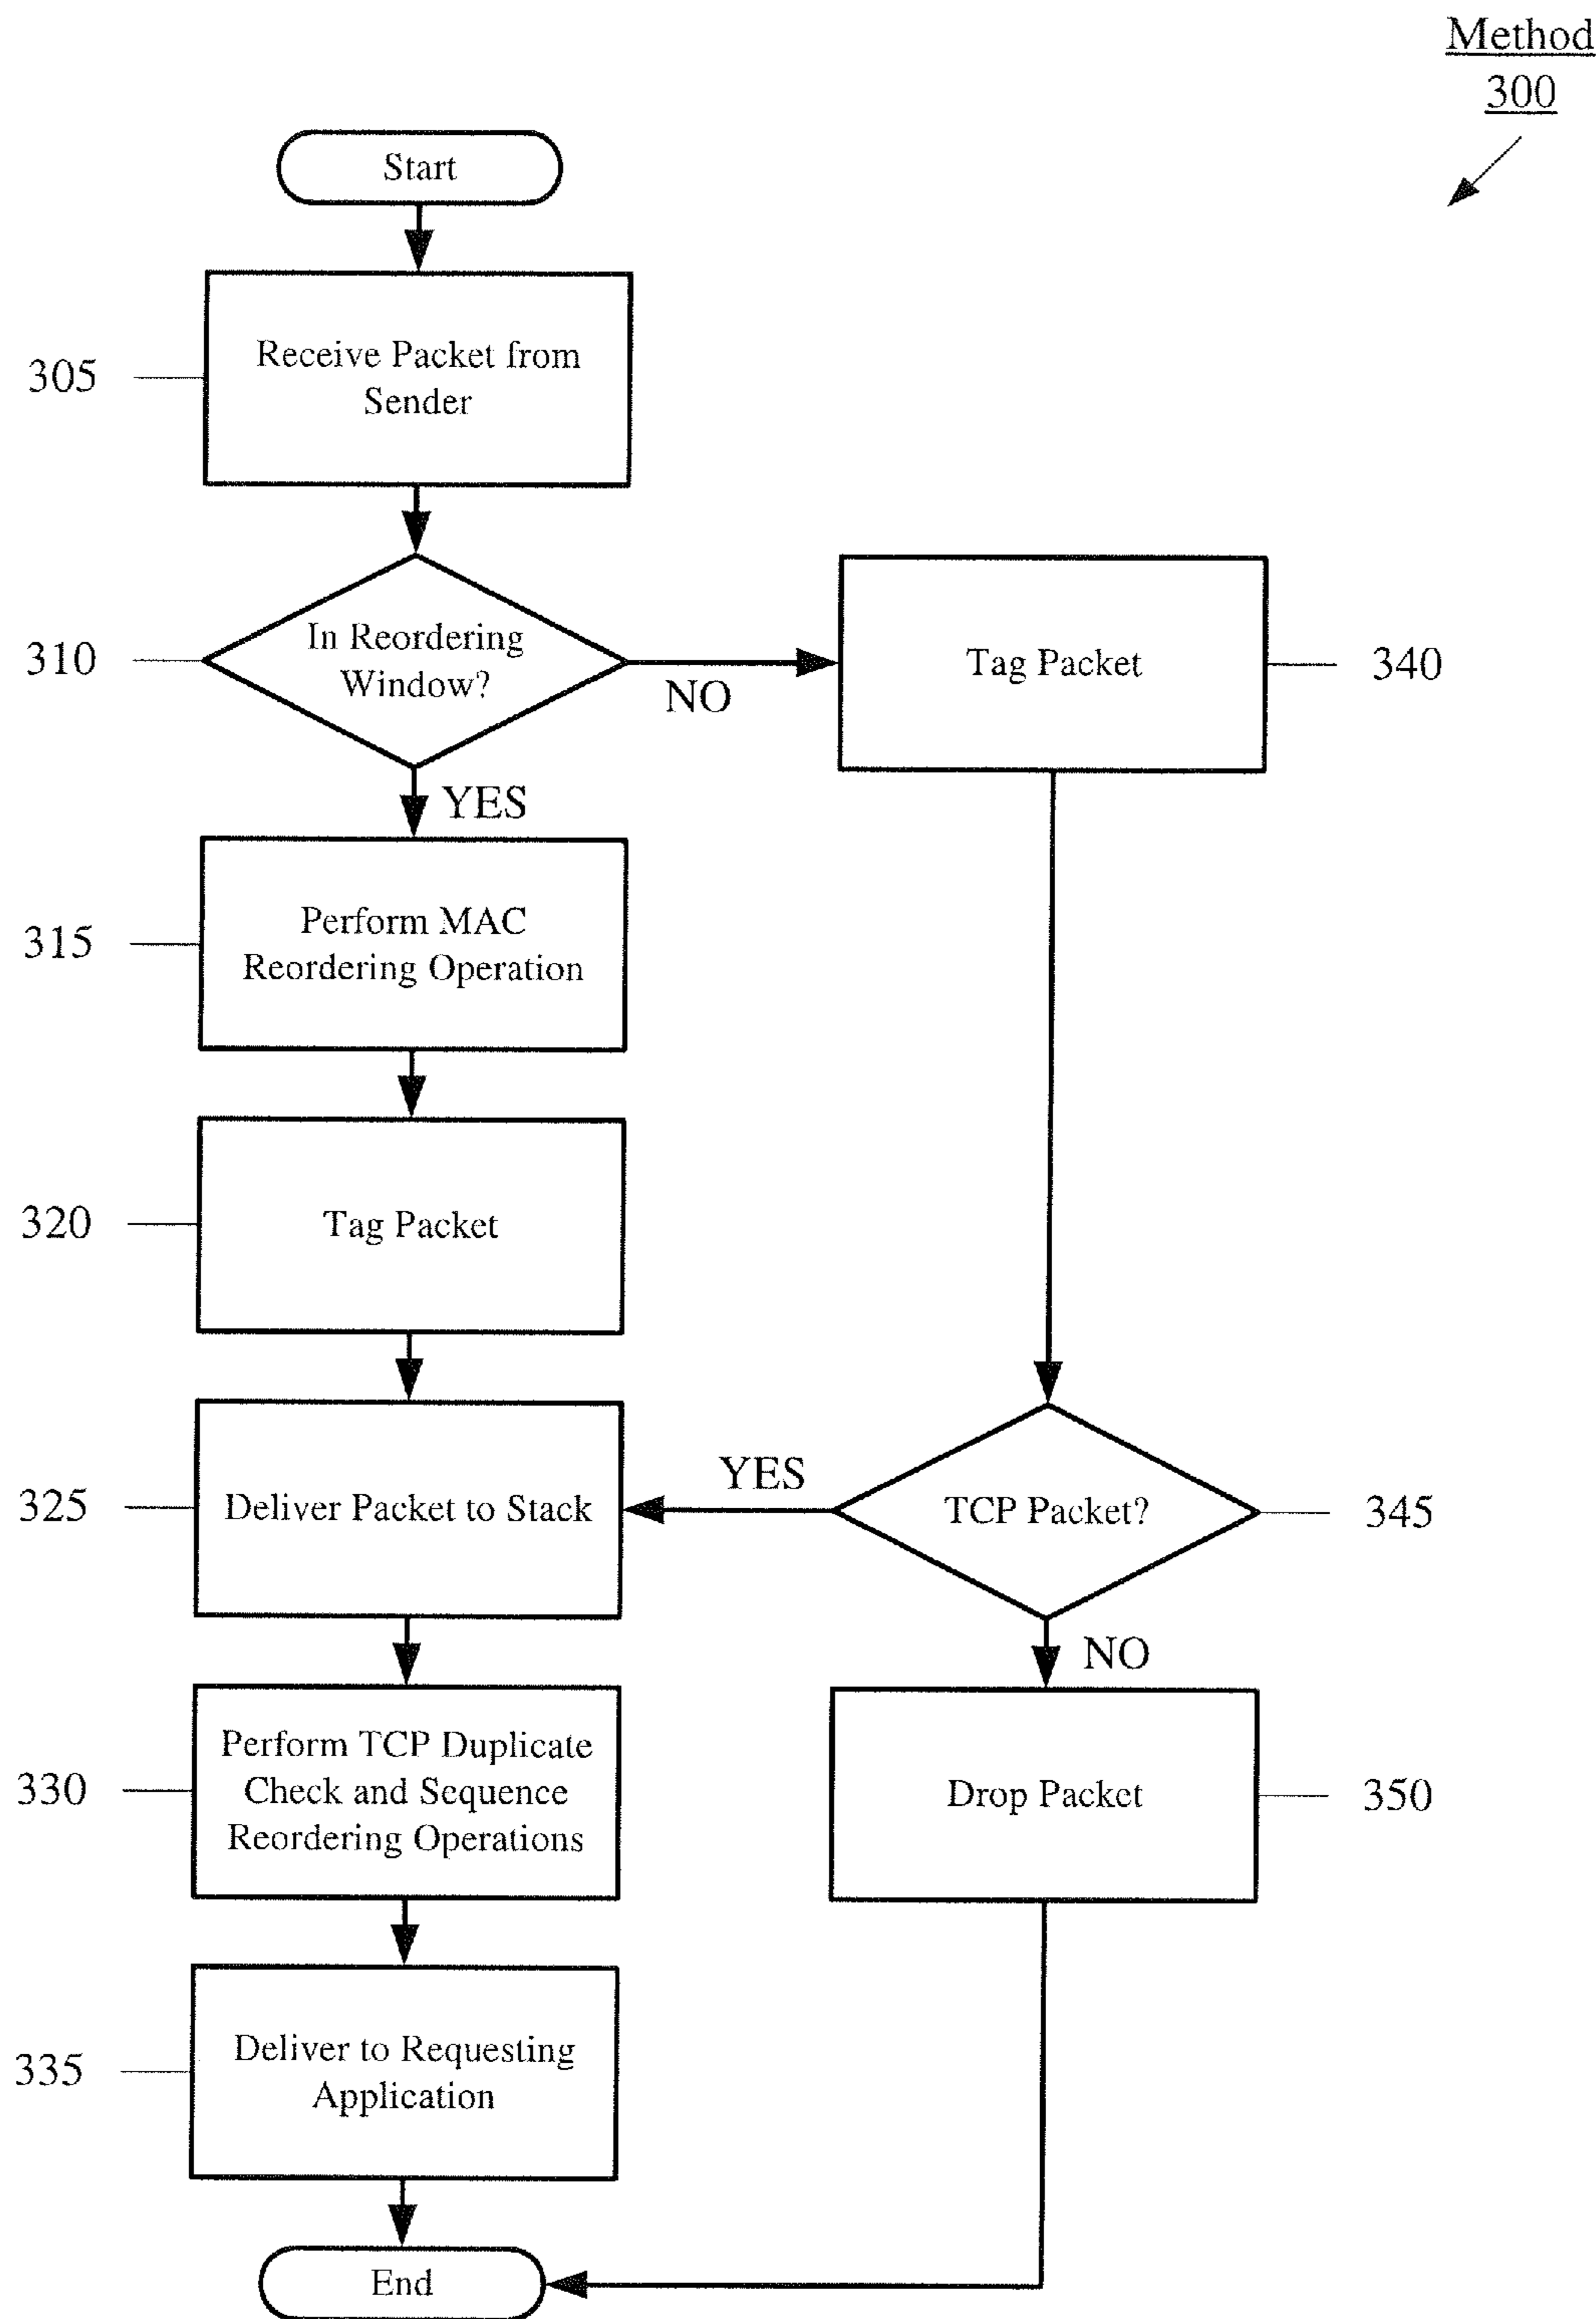 Method
300
Start
305
Receive Packet from
Sender
310
In Reordering
Window?
NO
Tag Packet
340
YES
315
Perform MAC
Reordering Operation
320
Tag Packet
325
Deliver Packet to Stack
YES
TCP Packet?
345
NO
330
Perform TCP Duplicate
Check and Sequence
Reordering Operations
Drop Packet
350
335
Deliver to Requesting
Application
End